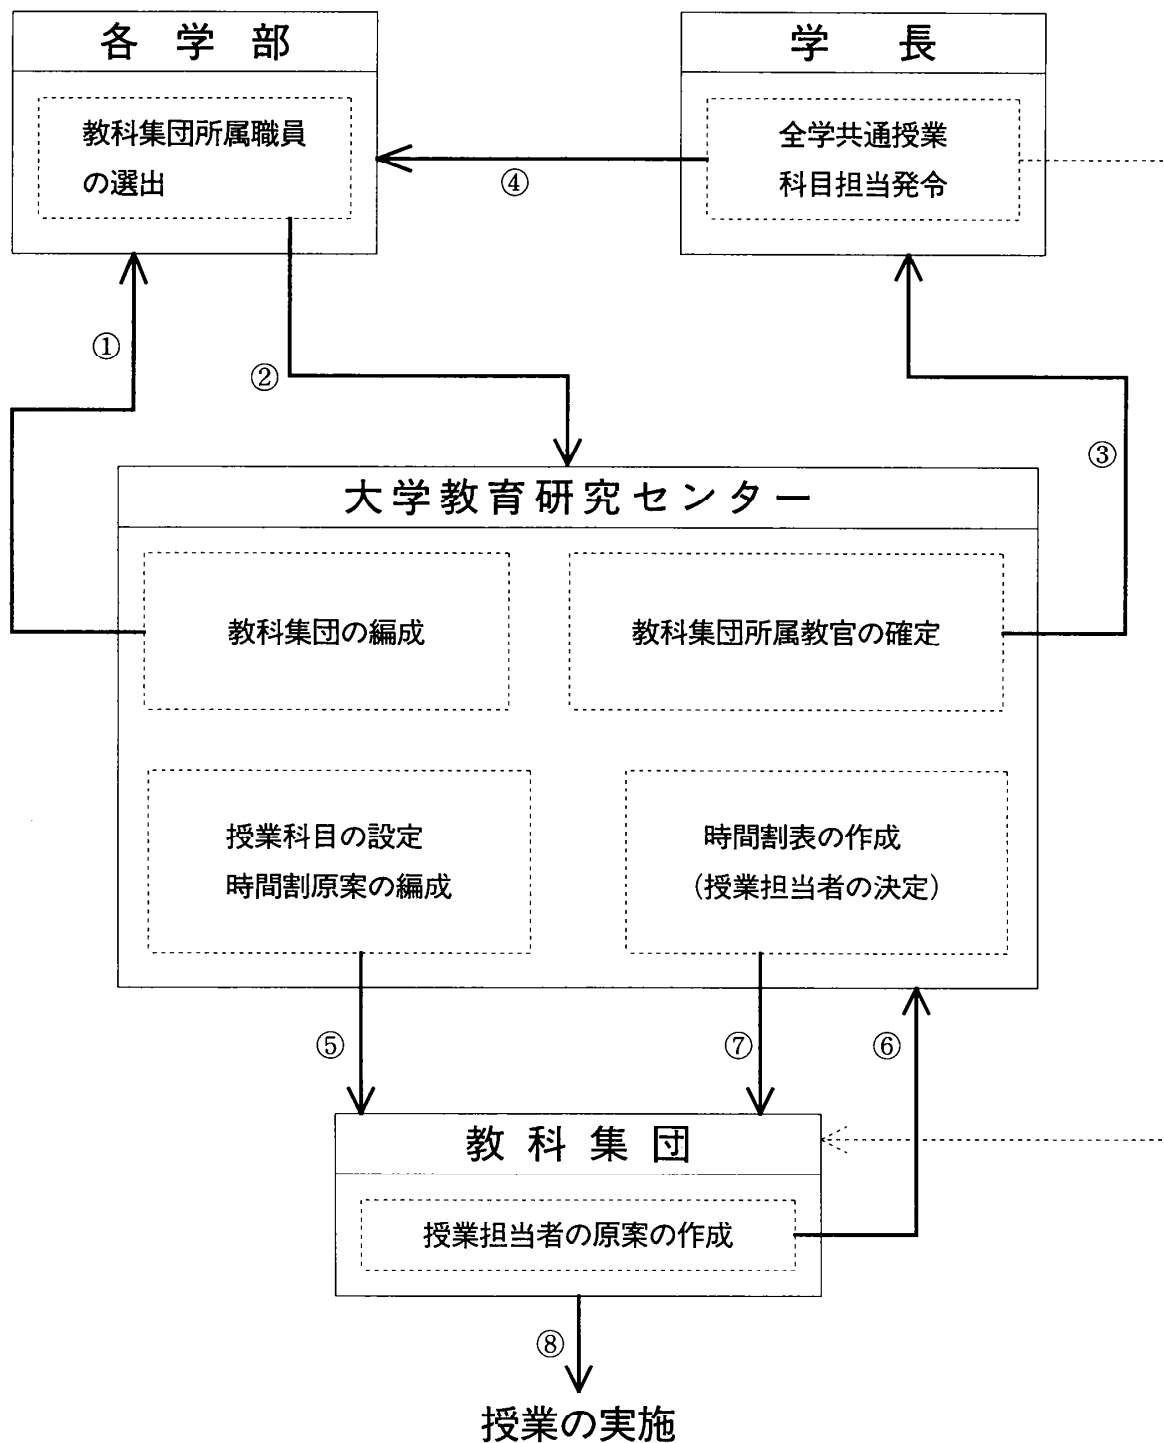 各学部
教科集団所属職員
の選出
学長
全学共通授業
科目担当発令
④
①
②
③
大学教育研究センター
教科集団の編成
教科集団所属教官の確定
授業科目の設定
時間割原案の編成
時間割表の作成
(授業担当者の決定)
⑤
⑦
⑥
教科集団
授業担当者の原案の作成
⑧
授業の実施